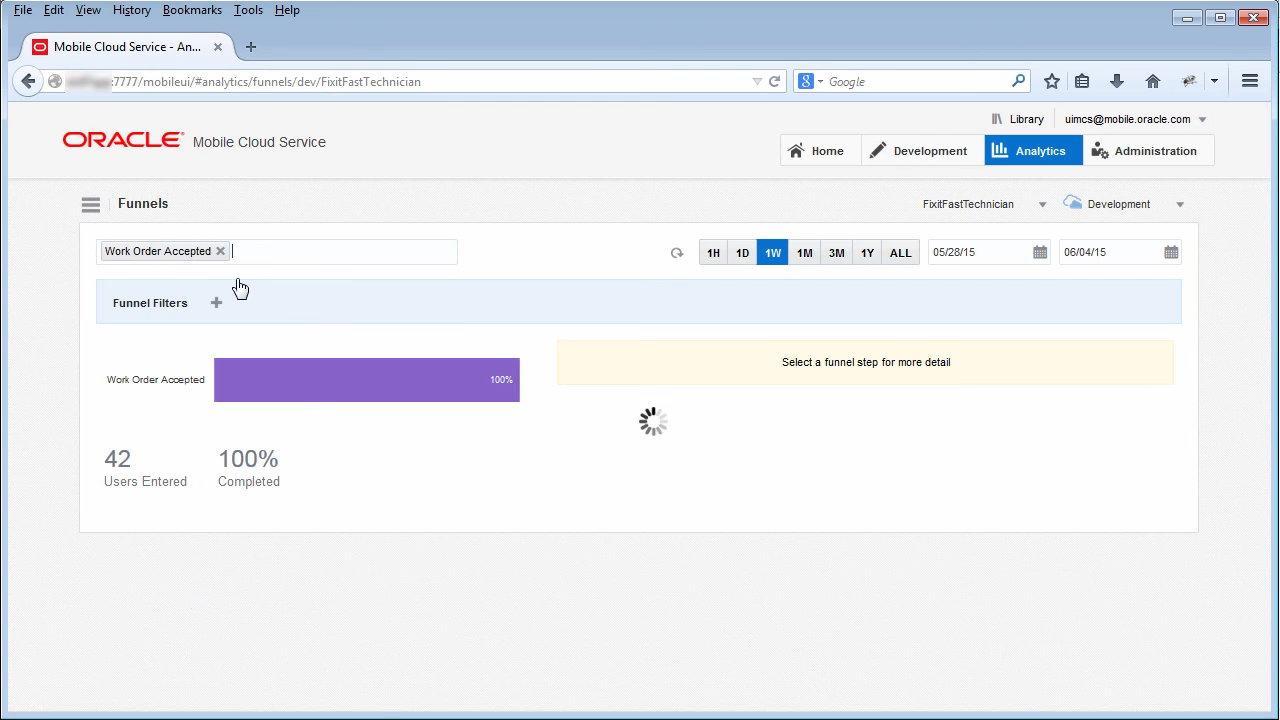 File Edit View History Bookmarks Tools Help
Mobile Cloud Service - An...
:7777/mobileui/#analytics/funnels/dev/FixitFastTechnician
Google
Library
uimcs@mobile.oracle.com
ORACLE® Mobile Cloud Service
Home
Development
Analytics
Administration
Funnels
FixitFastTechnician
Development
Work Order Accepted
1H 1D 1W 1M 3M 1Y ALL
05/28/15
06/04/15
Funnel Filters
Select a funnel step for more detail
Work Order Accepted
100%
42 100%
Users Entered Completed